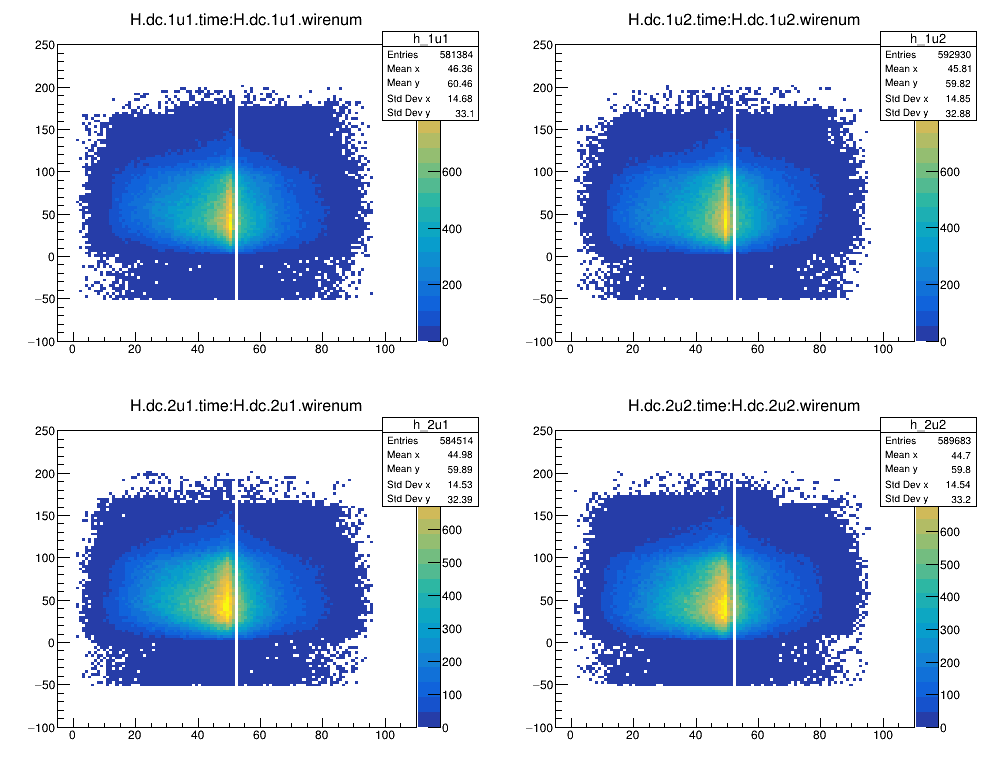 H.dc.1u1.time:H.dc.1u1.wirenum
h_1u1
Entries 581384
Mean x 46.36
Mean y 60.46
Std Dev x 14.68
Std Dev y 33.1
250
200
150
100
50
0
−50
−100
0 20 40 60 80 100
600
400
200
0
H.dc.1u2.time:H.dc.1u2.wirenum
h_1u2
Entries 592930
Mean x 45.81
Mean y 59.82
Std Dev x 14.85
Std Dev y 32.88
250
200
150
100
50
0
−50
−100
0 20 40 60 80 100
600
400
200
0
H.dc.2u1.time:H.dc.2u1.wirenum
h_2u1
Entries 584514
Mean x 44.98
Mean y 59.89
Std Dev x 14.53
Std Dev y 32.39
250
200
150
100
50
0
−50
−100
0 20 40 60 80 100
600
500
400
300
200
100
0
H.dc.2u2.time:H.dc.2u2.wirenum
h_2u2
Entries 589683
Mean x 44.7
Mean y 59.8
Std Dev x 14.54
Std Dev y 33.2
250
200
150
100
50
0
−50
−100
0 20 40 60 80 100
600
500
400
300
200
100
0